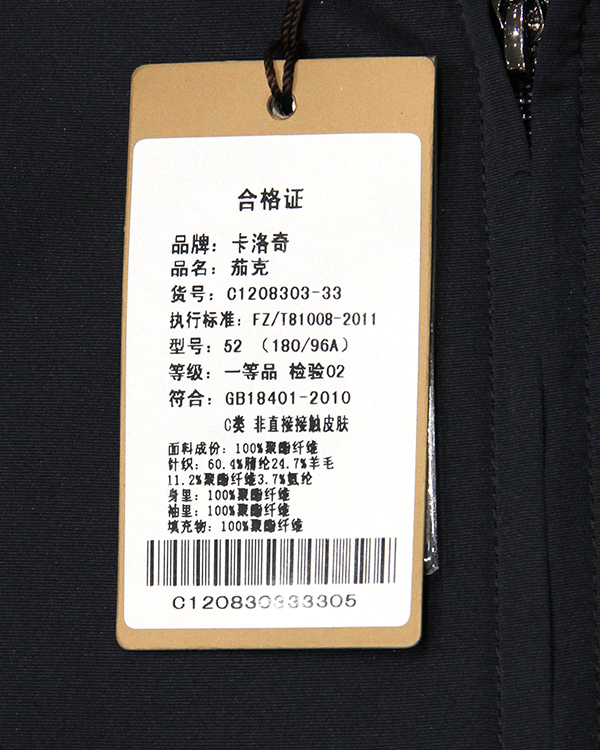 合格证
品牌：卡洛奇
品名：茄克
货号：C1208303-33
执行标准：FZ/T81008-2011
型号：52 （180/96A）
等级：一等品 检验02
符合：GB18401-2010
C类 非直接接触皮肤
面料成份：100%聚酯纤维
针织：60.4%腈纶24.7%羊毛
11.2%聚酯纤维3.7%氨纶
身里：100%聚酯纤维
袖里：100%聚酯纤维
填充物：100%聚酯纤维
C120830333305